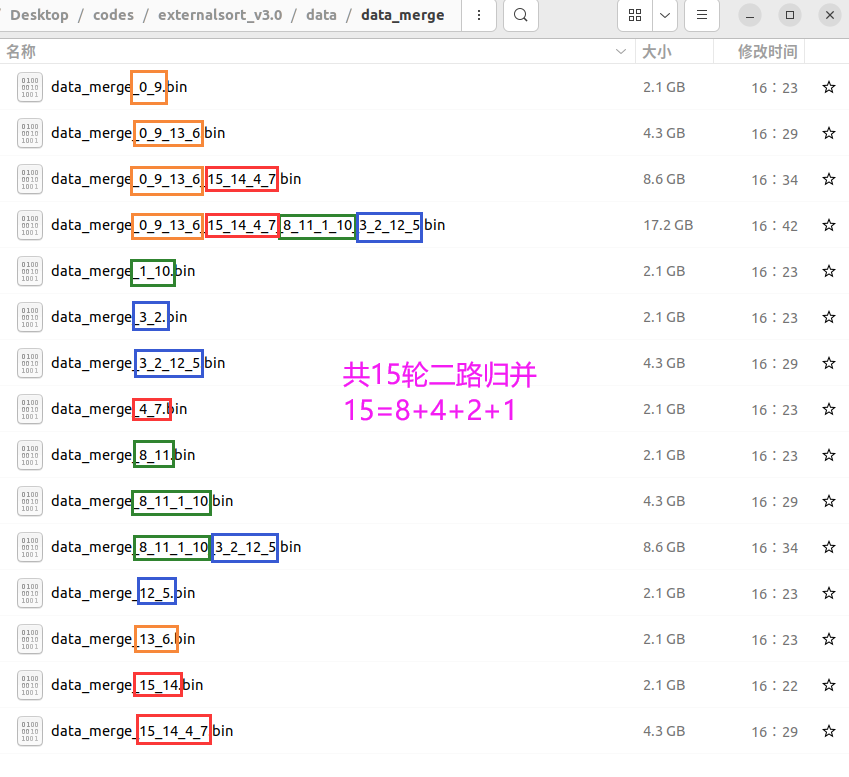 Desktop / codes / externalsort_v3.0 / data / data_merge
名称 大小 修改时间
data_merge_0_9.bin 2.1 GB 16：23
data_merge_0_9_13_6.bin 4.3 GB 16：29
data_merge_0_9_13_6_15_14_4_7.bin 8.6 GB 16：34
data_merge_0_9_13_6_15_14_4_7_8_11_1_10_3_2_12_5.bin 17.2 GB 16：42
data_merge_1_10.bin 2.1 GB 16：23
data_merge_3_2.bin 2.1 GB 16：23
data_merge_3_2_12_5.bin 4.3 GB 16：29
共15轮二路归并
15=8+4+2+1
data_merge_4_7.bin 2.1 GB 16：23
data_merge_8_11.bin 2.1 GB 16：23
data_merge_8_11_1_10.bin 4.3 GB 16：29
data_merge_8_11_1_10_3_2_12_5.bin 8.6 GB 16：34
data_merge_12_5.bin 2.1 GB 16：23
data_merge_13_6.bin 2.1 GB 16：23
data_merge_15_14.bin 2.1 GB 16：22
data_merge_15_14_4_7.bin 4.3 GB 16：29